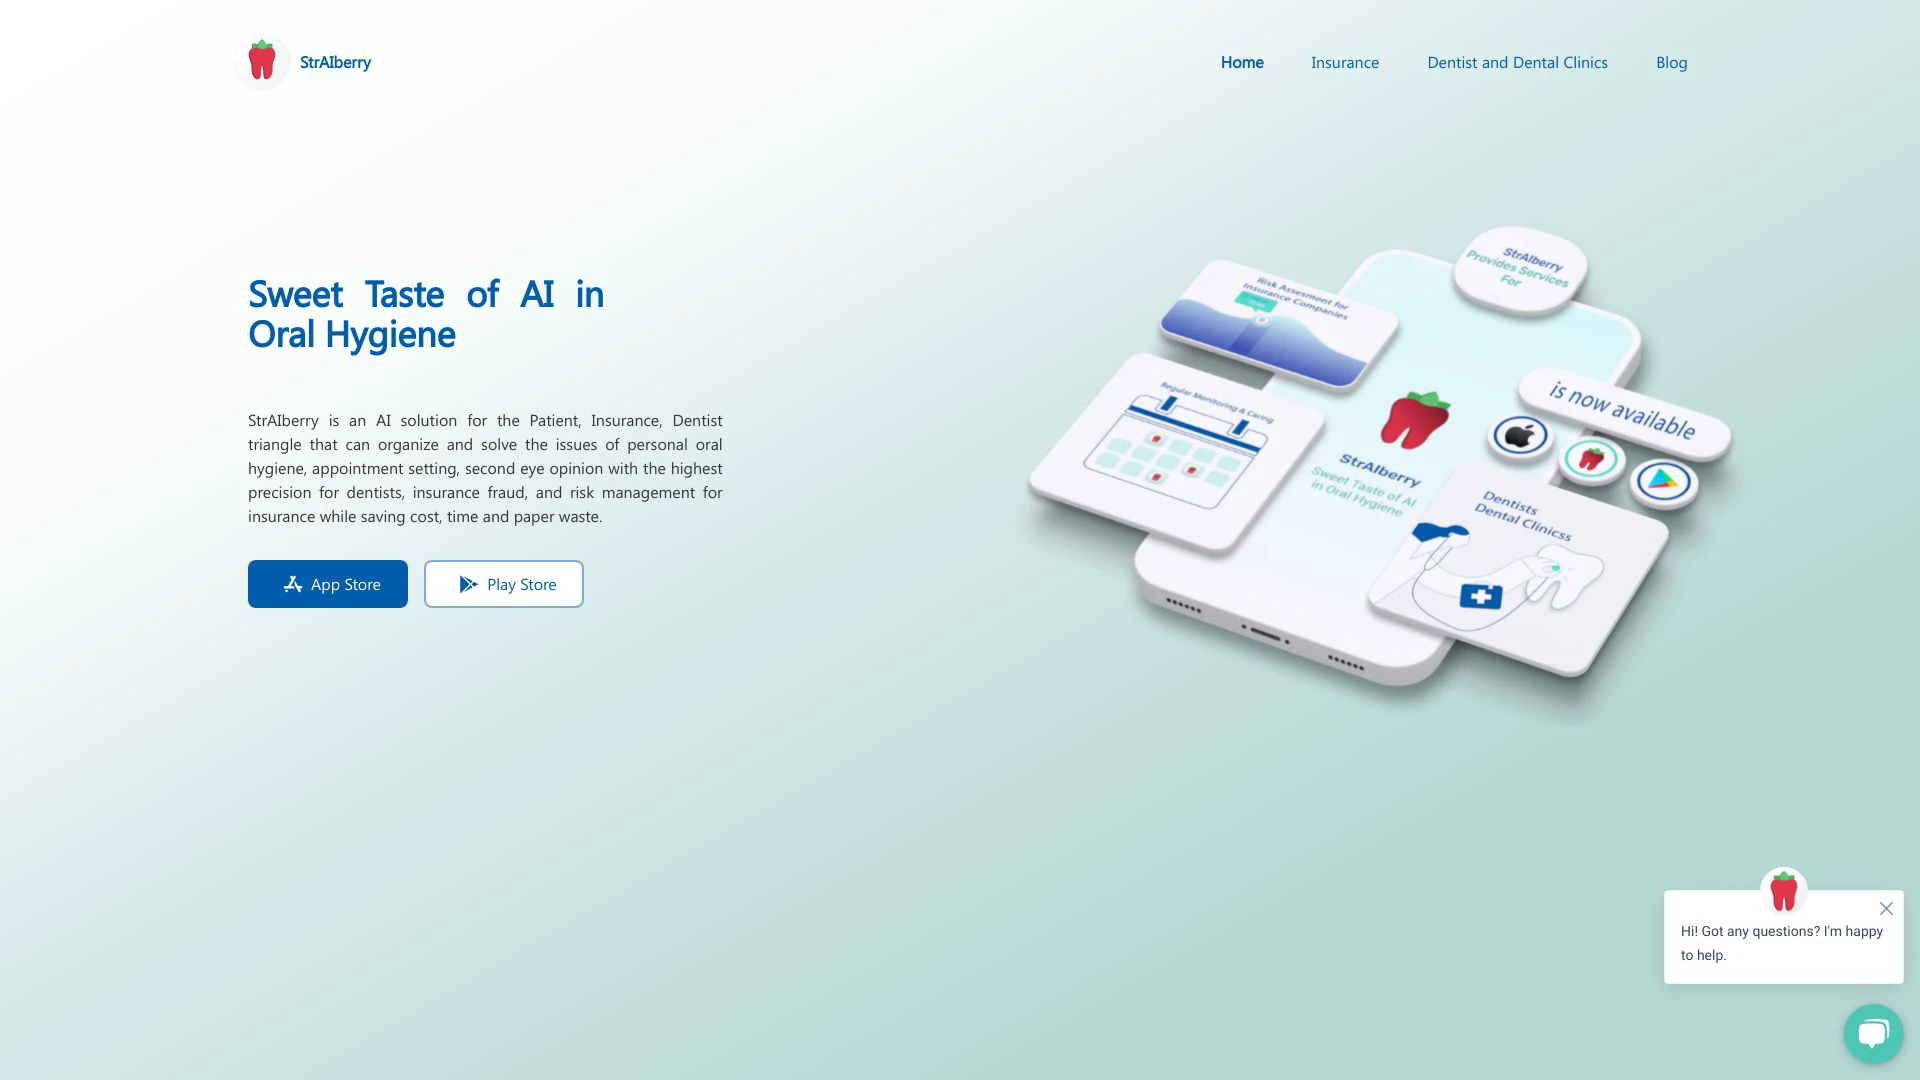 StrAIberry
Home
Insurance
Dentist and Dental Clinics
Blog
Sweet Taste of AI in
Oral Hygiene
StrAIberry is an AI solution for the Patient, Insurance, Dentist
triangle that can organize and solve the issues of personal oral
hygiene, appointment setting, second eye opinion with the highest
precision for dentists, insurance fraud, and risk management for
insurance while saving cost, time and paper waste.
App Store
Play Store
StrAIberry
Provides Services
For
Risk Assesment for
Insurance Companies
Regular Monitoring & Caring
is now available
StrAIberry
Sweet Taste of AI
in Oral Hygiene
Dentists
Dental Clinicss
Hi! Got any questions? I'm happy
to help.